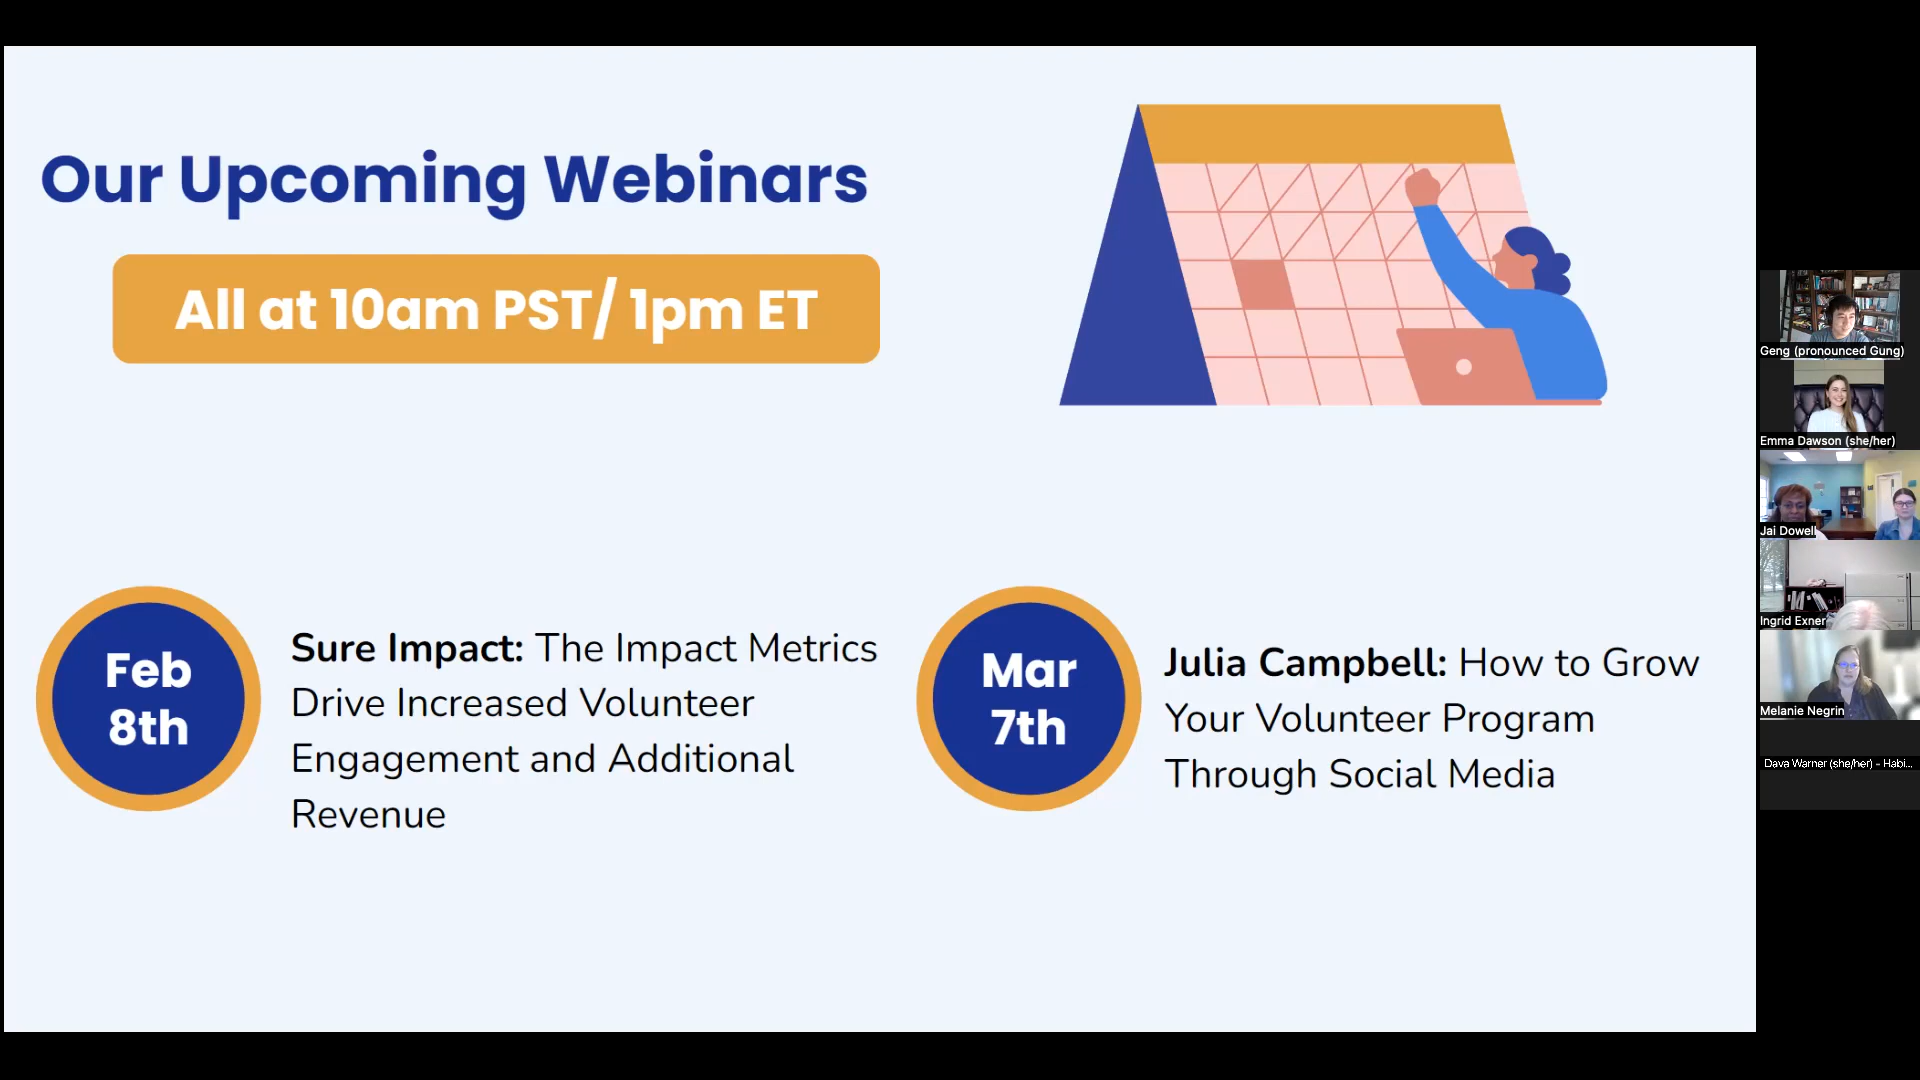 Our Upcoming Webinars
All at 10am PST/ 1pm ET
Feb
8th
Sure Impact: The Impact Metrics
Drive Increased Volunteer
Engagement and Additional
Revenue
Mar
7th
Julia Campbell: How to Grow
Your Volunteer Program
Through Social Media
Geng (pronounced Gung)
Emma Dawson (she/her)
Jai Dowell
Ingrid Exner
Melanie Negrin
Dava Warner (she/her) - Habi...